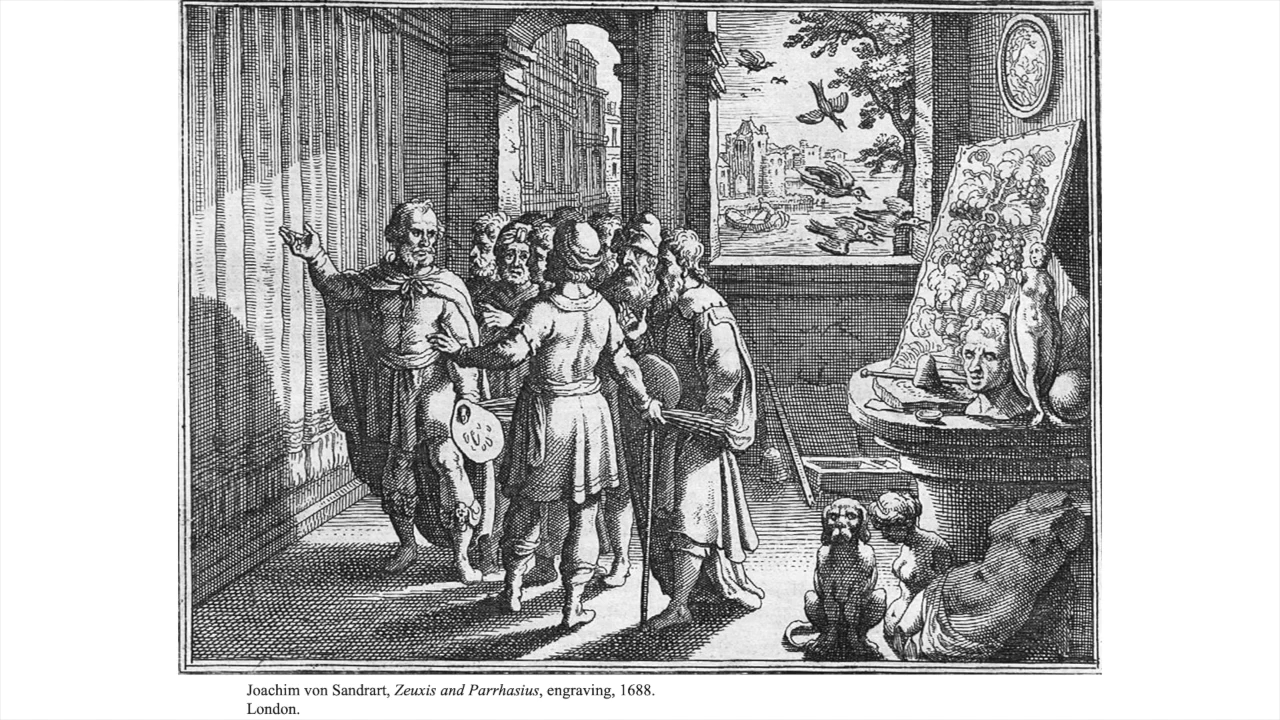 Joachim von Sandrart, Zeuxis and Parrhasius, engraving, 1688.
London.